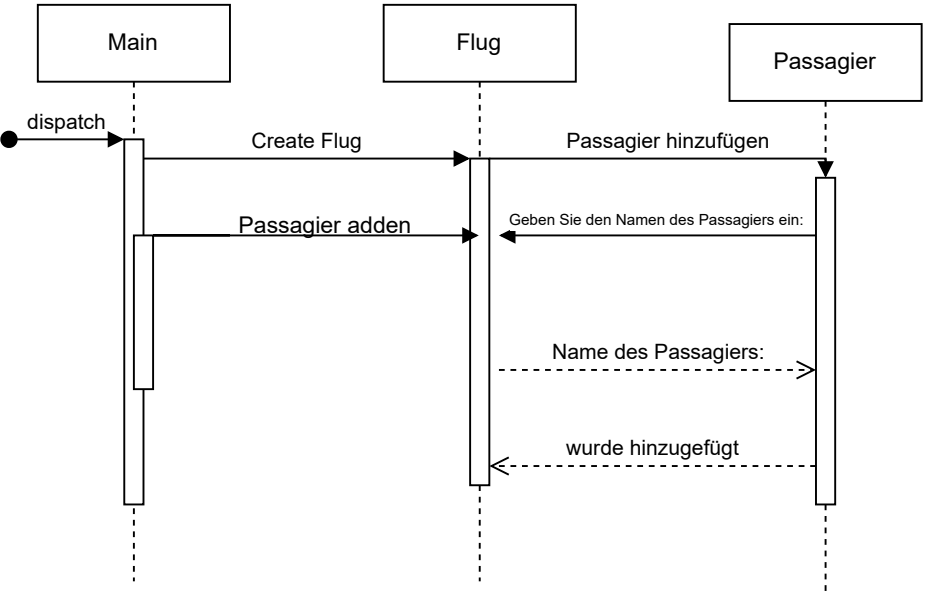 Main
Flug
Passagier
dispatch
Create Flug
Passagier hinzufügen
Passagier adden
Geben Sie den Namen des Passagiers ein:
Name des Passagiers:
wurde hinzugefügt